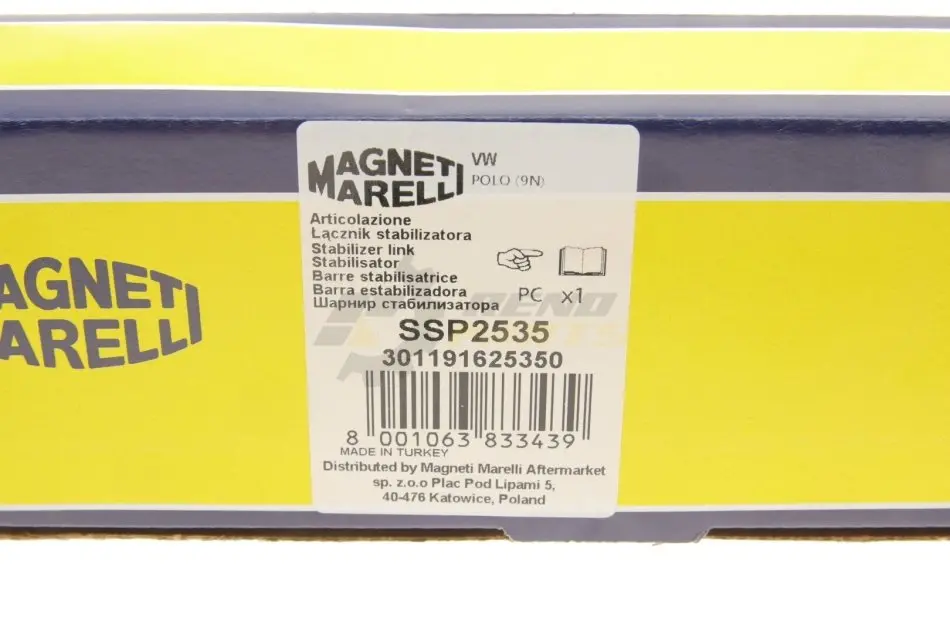 MAGNETI
MARELLI
VW
POLO (9N)
Articolazione
Łącznik stabilizatora
Stabilizer link
Stabilisator
Barre stabilisatrice
Barra estabilizadora
Шарнир стабилизатора
PC x1
SSP2535
301191625350
8 001063 833439
MADE IN TURKEY
Distributed by Magneti Marelli Aftermarket
sp. z.o.o Plac Pod Lipami 5,
40-476 Katowice, Poland
AGNETI
ARELLI